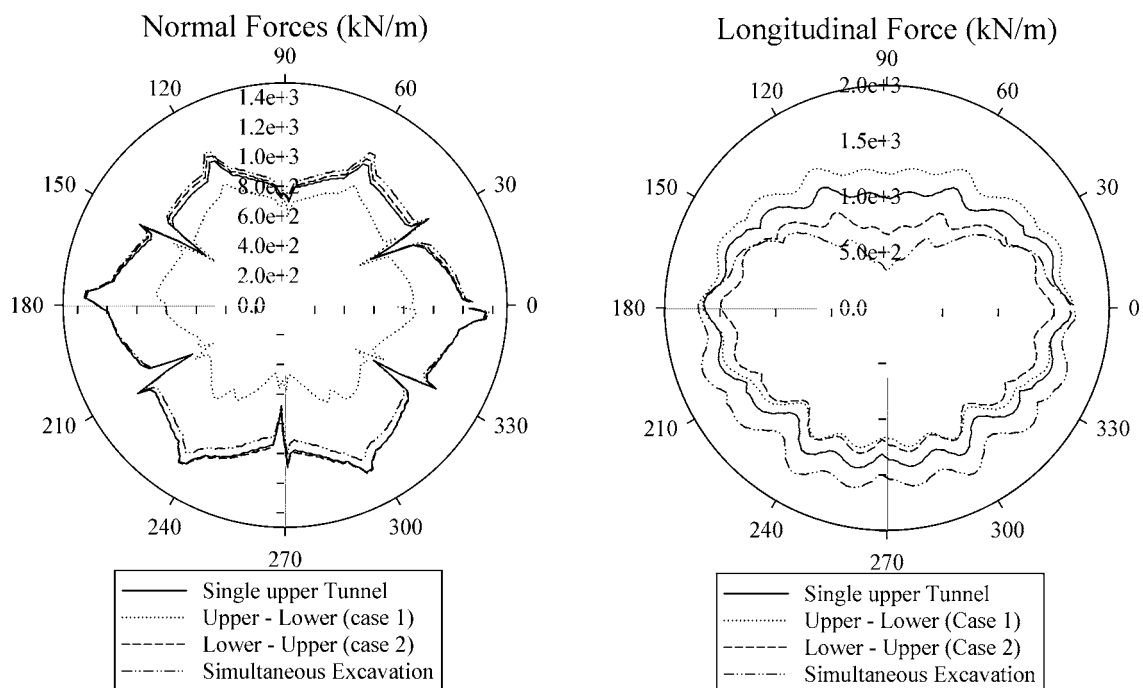 Normal Forces (kN/m)
90
120
60
1.4e+3
1.2e+3
1.0e+3
150
8.0e+2
30
6.0e+2
4.0e+2
2.0e+2
180
0.0
0
210
330
240
300
270
Single upper Tunnel
Upper - Lower (case 1)
Lower - Upper (case 2)
Simultaneous Excavation
Longitudinal Force (kN/m)
90
2.0e+3
120
60
1.5e+3
150
1.0e+3
30
5.0e+2
180
0.0
0
210
330
240
300
270
Single upper Tunnel
Upper - Lower (Case 1)
Lower - Upper (Case 2)
Simultaneous Excavation